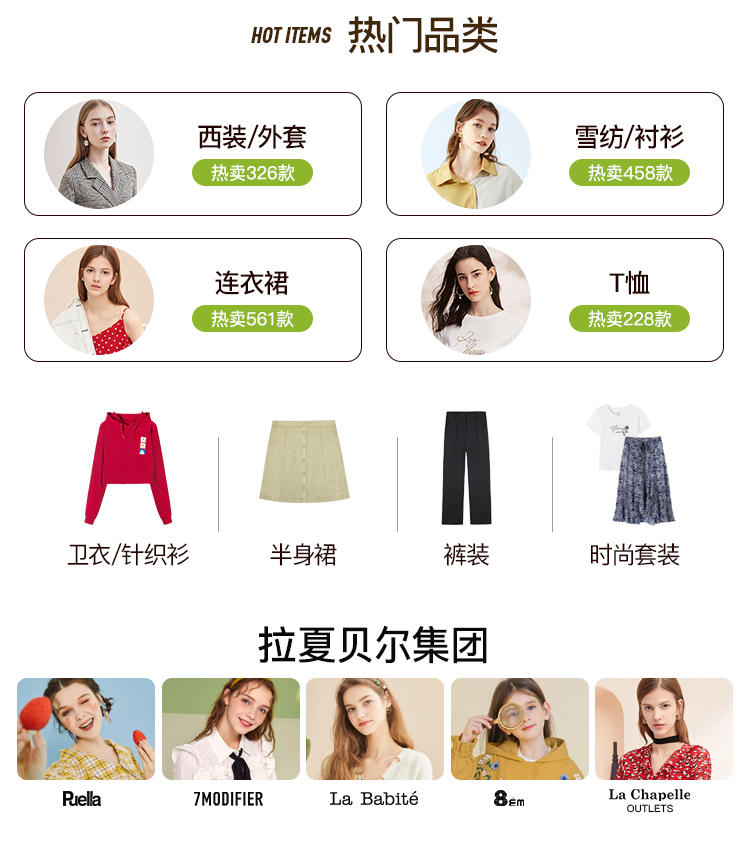 HOT ITEMS 热门品类
西装/外套
热卖326款
雪纺/衬衫
热卖458款
连衣裙
热卖561款
T恤
热卖228款
卫衣/针织衫
半身裙
裤装
时尚套装
拉夏贝尔集团
Puella
7MODIFIER
La Babité
8ém
La Chapelle
OUTLETS